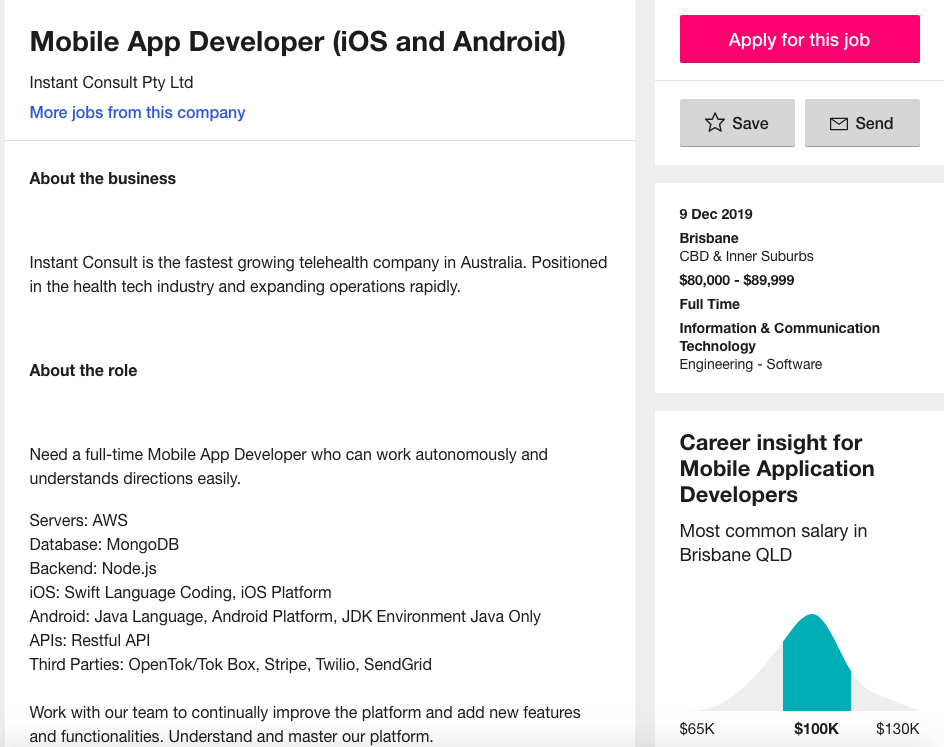 Mobile App Developer (iOS and Android)
Instant Consult Pty Ltd
More jobs from this company
About the business
Instant Consult is the fastest growing telehealth company in Australia. Positioned
in the health tech industry and expanding operations rapidly.
About the role
Need a full-time Mobile App Developer who can work autonomously and
understands directions easily.
Servers: AWS
Database: MongoDB
Backend: Node.js
iOS: Swift Language Coding, iOS Platform
Android: Java Language, Android Platform, JDK Environment Java Only
APIs: Restful API
Third Parties: OpenTok/Tok Box, Stripe, Twilio, SendGrid
Work with our team to continually improve the platform and add new features
and functionalities. Understand and master our platform.
Apply for this job
Save
Send
9 Dec 2019
Brisbane
CBD & Inner Suburbs
$80,000 - $89,999
Full Time
Information & Communication
Technology
Engineering - Software
Career insight for
Mobile Application
Developers
Most common salary in
Brisbane QLD
$65K
$100K
$130K